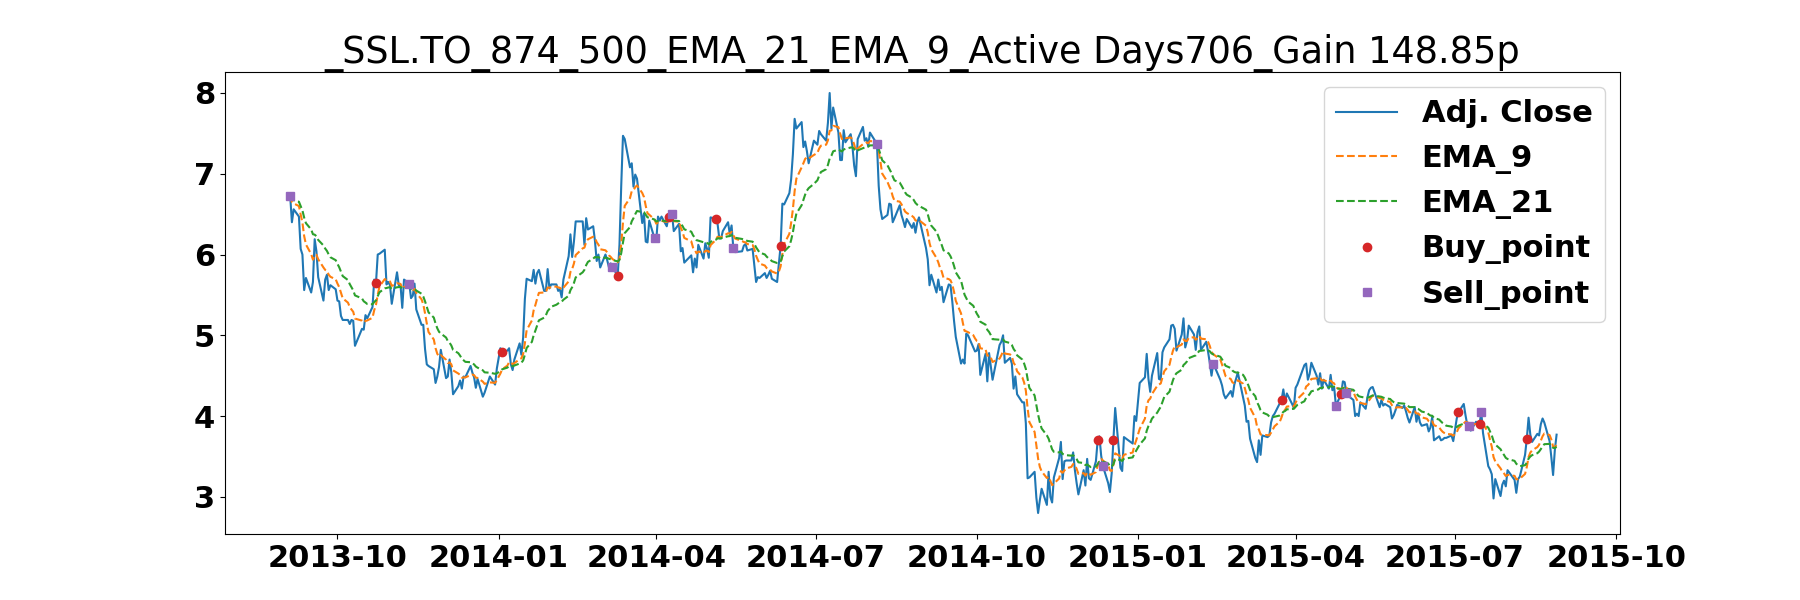 _SSL.TO_874_500_EMA_21_EMA_9_Active Days706_Gain 148.85p
8
7
6
5
4
3
Adj. Close
EMA_9
EMA_21
Buy_point
Sell_point
2013-10 2014-01 2014-04 2014-07 2014-10 2015-01 2015-04 2015-07 2015-10